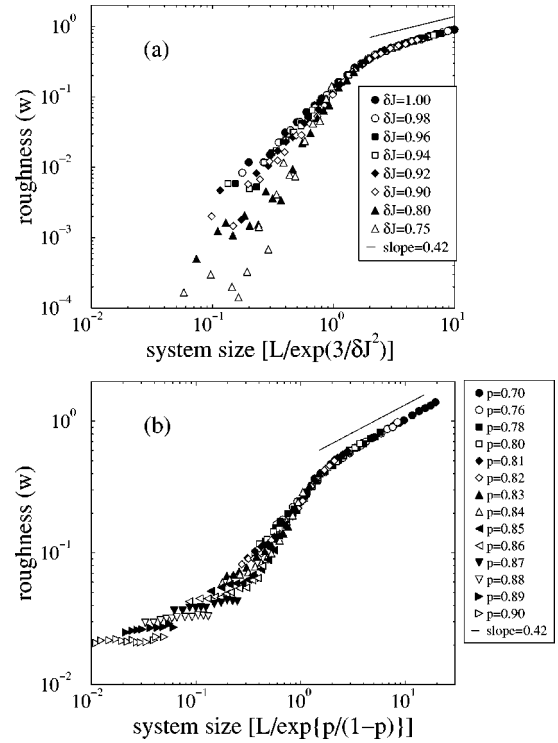 (a)
roughness (w)
10^0
10^-1
10^-2
10^-3
10^-4
10^-2
10^-1
10^0
10^1
δJ=1.00
δJ=0.98
δJ=0.96
δJ=0.94
δJ=0.92
δJ=0.90
δJ=0.80
δJ=0.75
slope=0.42
system size [L/exp(3/δJ^2)]
(b)
roughness (w)
10^0
10^-1
10^-2
10^-2
10^-1
10^0
10^1
p=0.70
p=0.76
p=0.78
p=0.80
p=0.81
p=0.82
p=0.83
p=0.84
p=0.85
p=0.86
p=0.87
p=0.88
p=0.89
p=0.90
slope=0.42
system size [L/exp{p/(1−p)}]